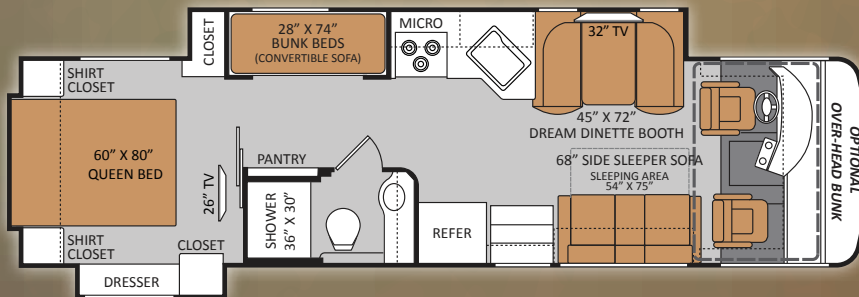 SHIRT
CLOSET
60” X 80”
QUEEN BED
SHIRT
CLOSET
DRESSER
CLOSET
CLOSET
28” X 74”
BUNK BEDS
(CONVERTIBLE SOFA)
26” TV
PANTRY
SHOWER
36” X 30”
MICRO
REFER
32” TV
45” X 72”
DREAM DINETTE BOOTH
68” SIDE SLEEPER SOFA
SLEEPING AREA
54” X 75”
OPTIONAL
OVER-HEAD BUNK